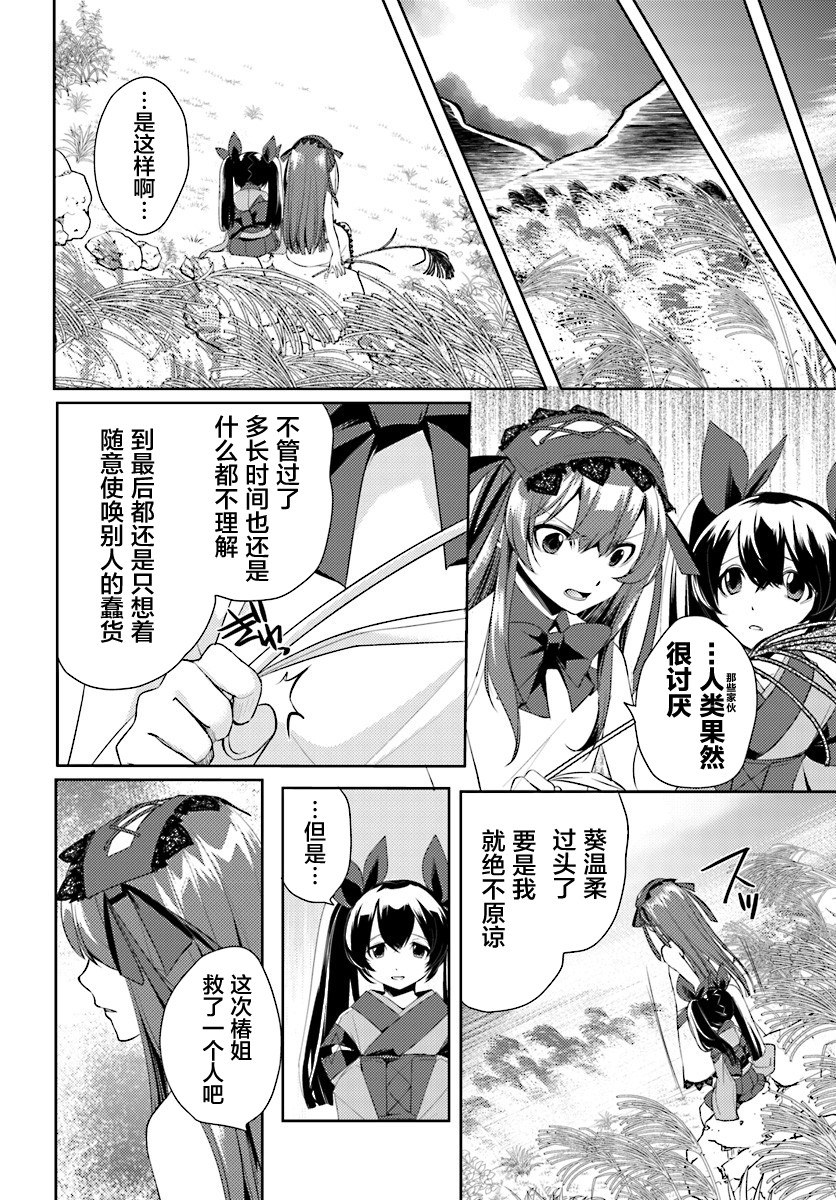 …是这样啊…
…人类果然
那些家伙
很讨厌
不管过了
多长时间也还是
什么都不理解
到最后都还是只想着
随意使唤别人的蠢货
葵温柔
过头了
要是我
就绝不原谅
スッ
…但是…
这次椿姐
救了一个人吧